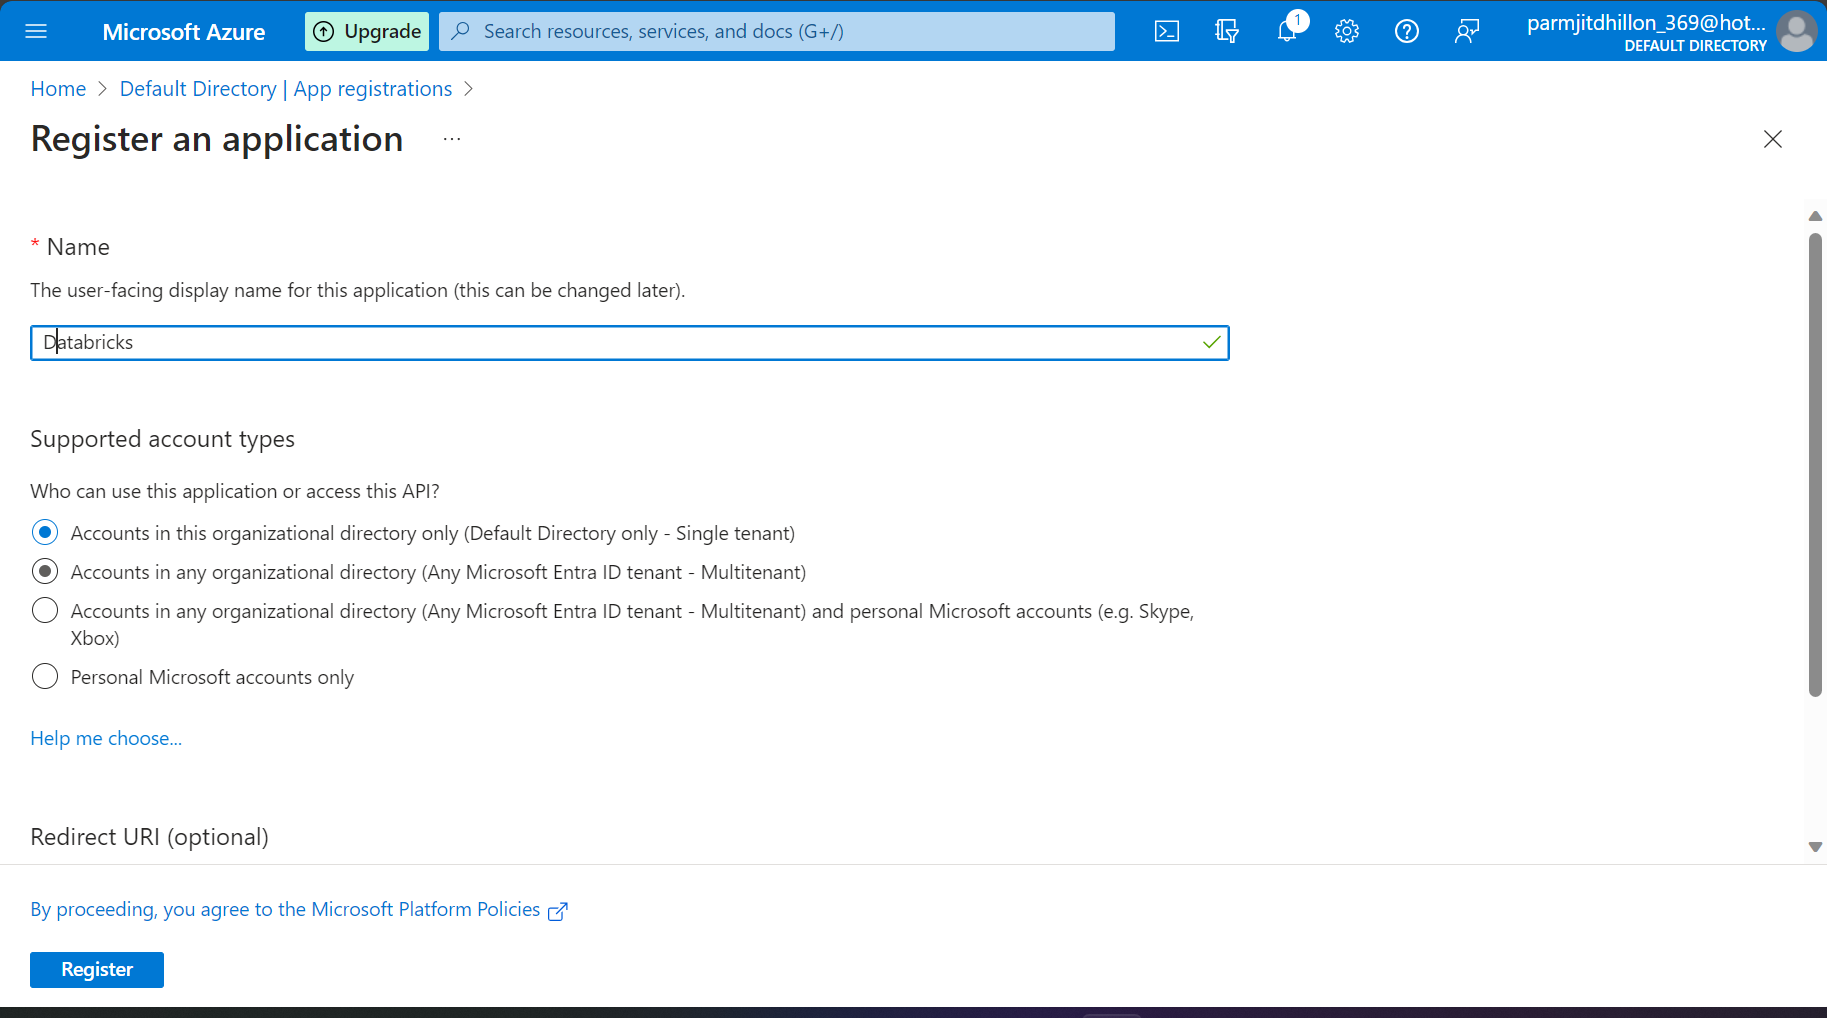 Microsoft Azure
Upgrade
Search resources, services, and docs (G+/)
1
parmjitdhillon_369@hot...
DEFAULT DIRECTORY
Home > Default Directory | App registrations >
Register an application ...
* Name
The user-facing display name for this application (this can be changed later).
Databricks
Supported account types
Who can use this application or access this API?
Accounts in this organizational directory only (Default Directory only - Single tenant)
Accounts in any organizational directory (Any Microsoft Entra ID tenant - Multitenant)
Accounts in any organizational directory (Any Microsoft Entra ID tenant - Multitenant) and personal Microsoft accounts (e.g. Skype,
Xbox)
Personal Microsoft accounts only
Help me choose...
Redirect URI (optional)
By proceeding, you agree to the Microsoft Platform Policies
Register